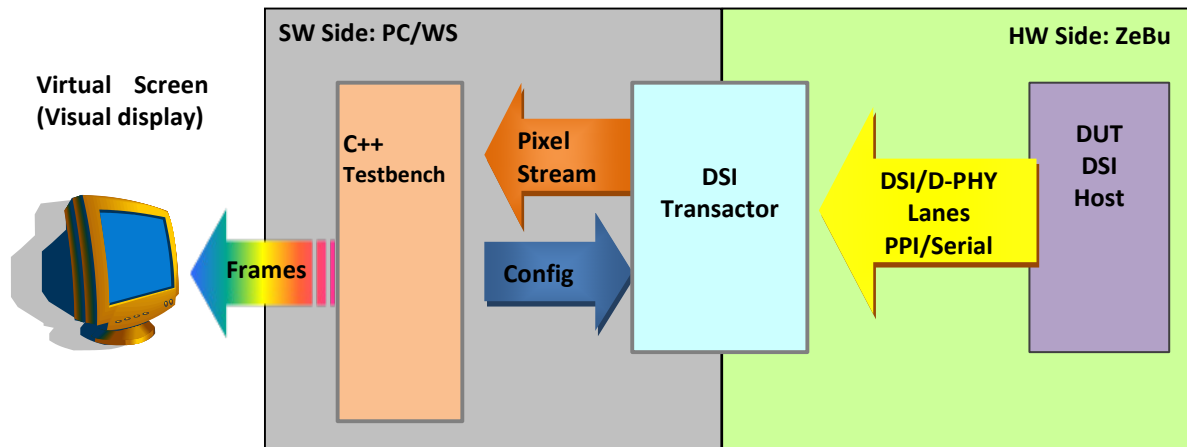 SW Side: PC/WS
HW Side: ZeBu
Virtual Screen
(Visual display)
C++
Testbench
Pixel
Stream
DSI
Transactor
DSI/D-PHY
Lanes
PPI/Serial
DUT
DSI
Host
Frames
Config